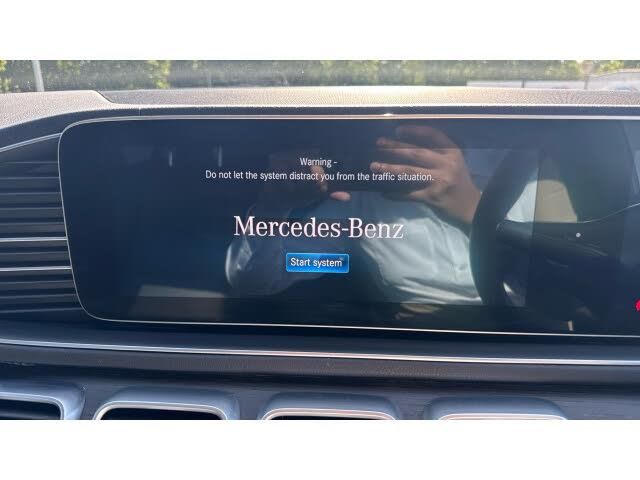 Warning -
Do not let the system distract you from the traffic situation.
Mercedes-Benz
Start system